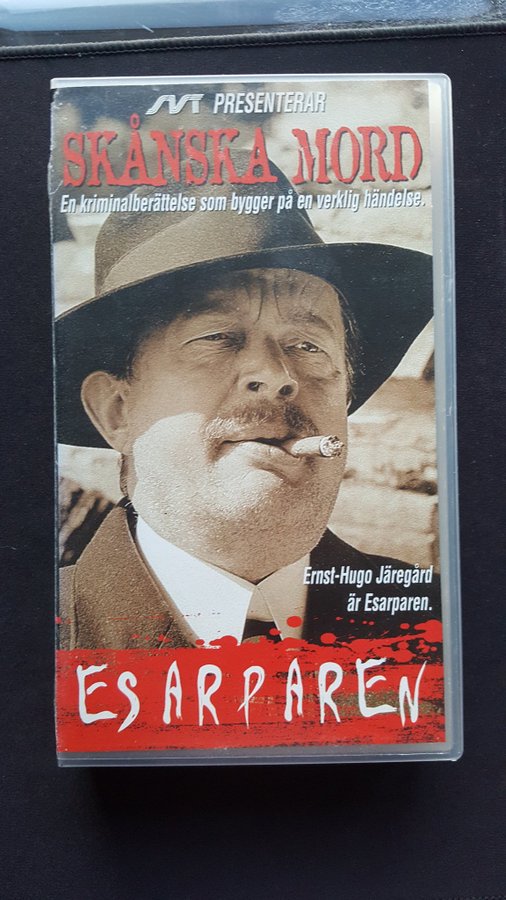 SVT PRESENTERAR
SKÅNSKA MORD
En kriminalberättelse som bygger på en verklig händelse.
Ernst-Hugo Järegård
är Esarparen.
ESARPAREN